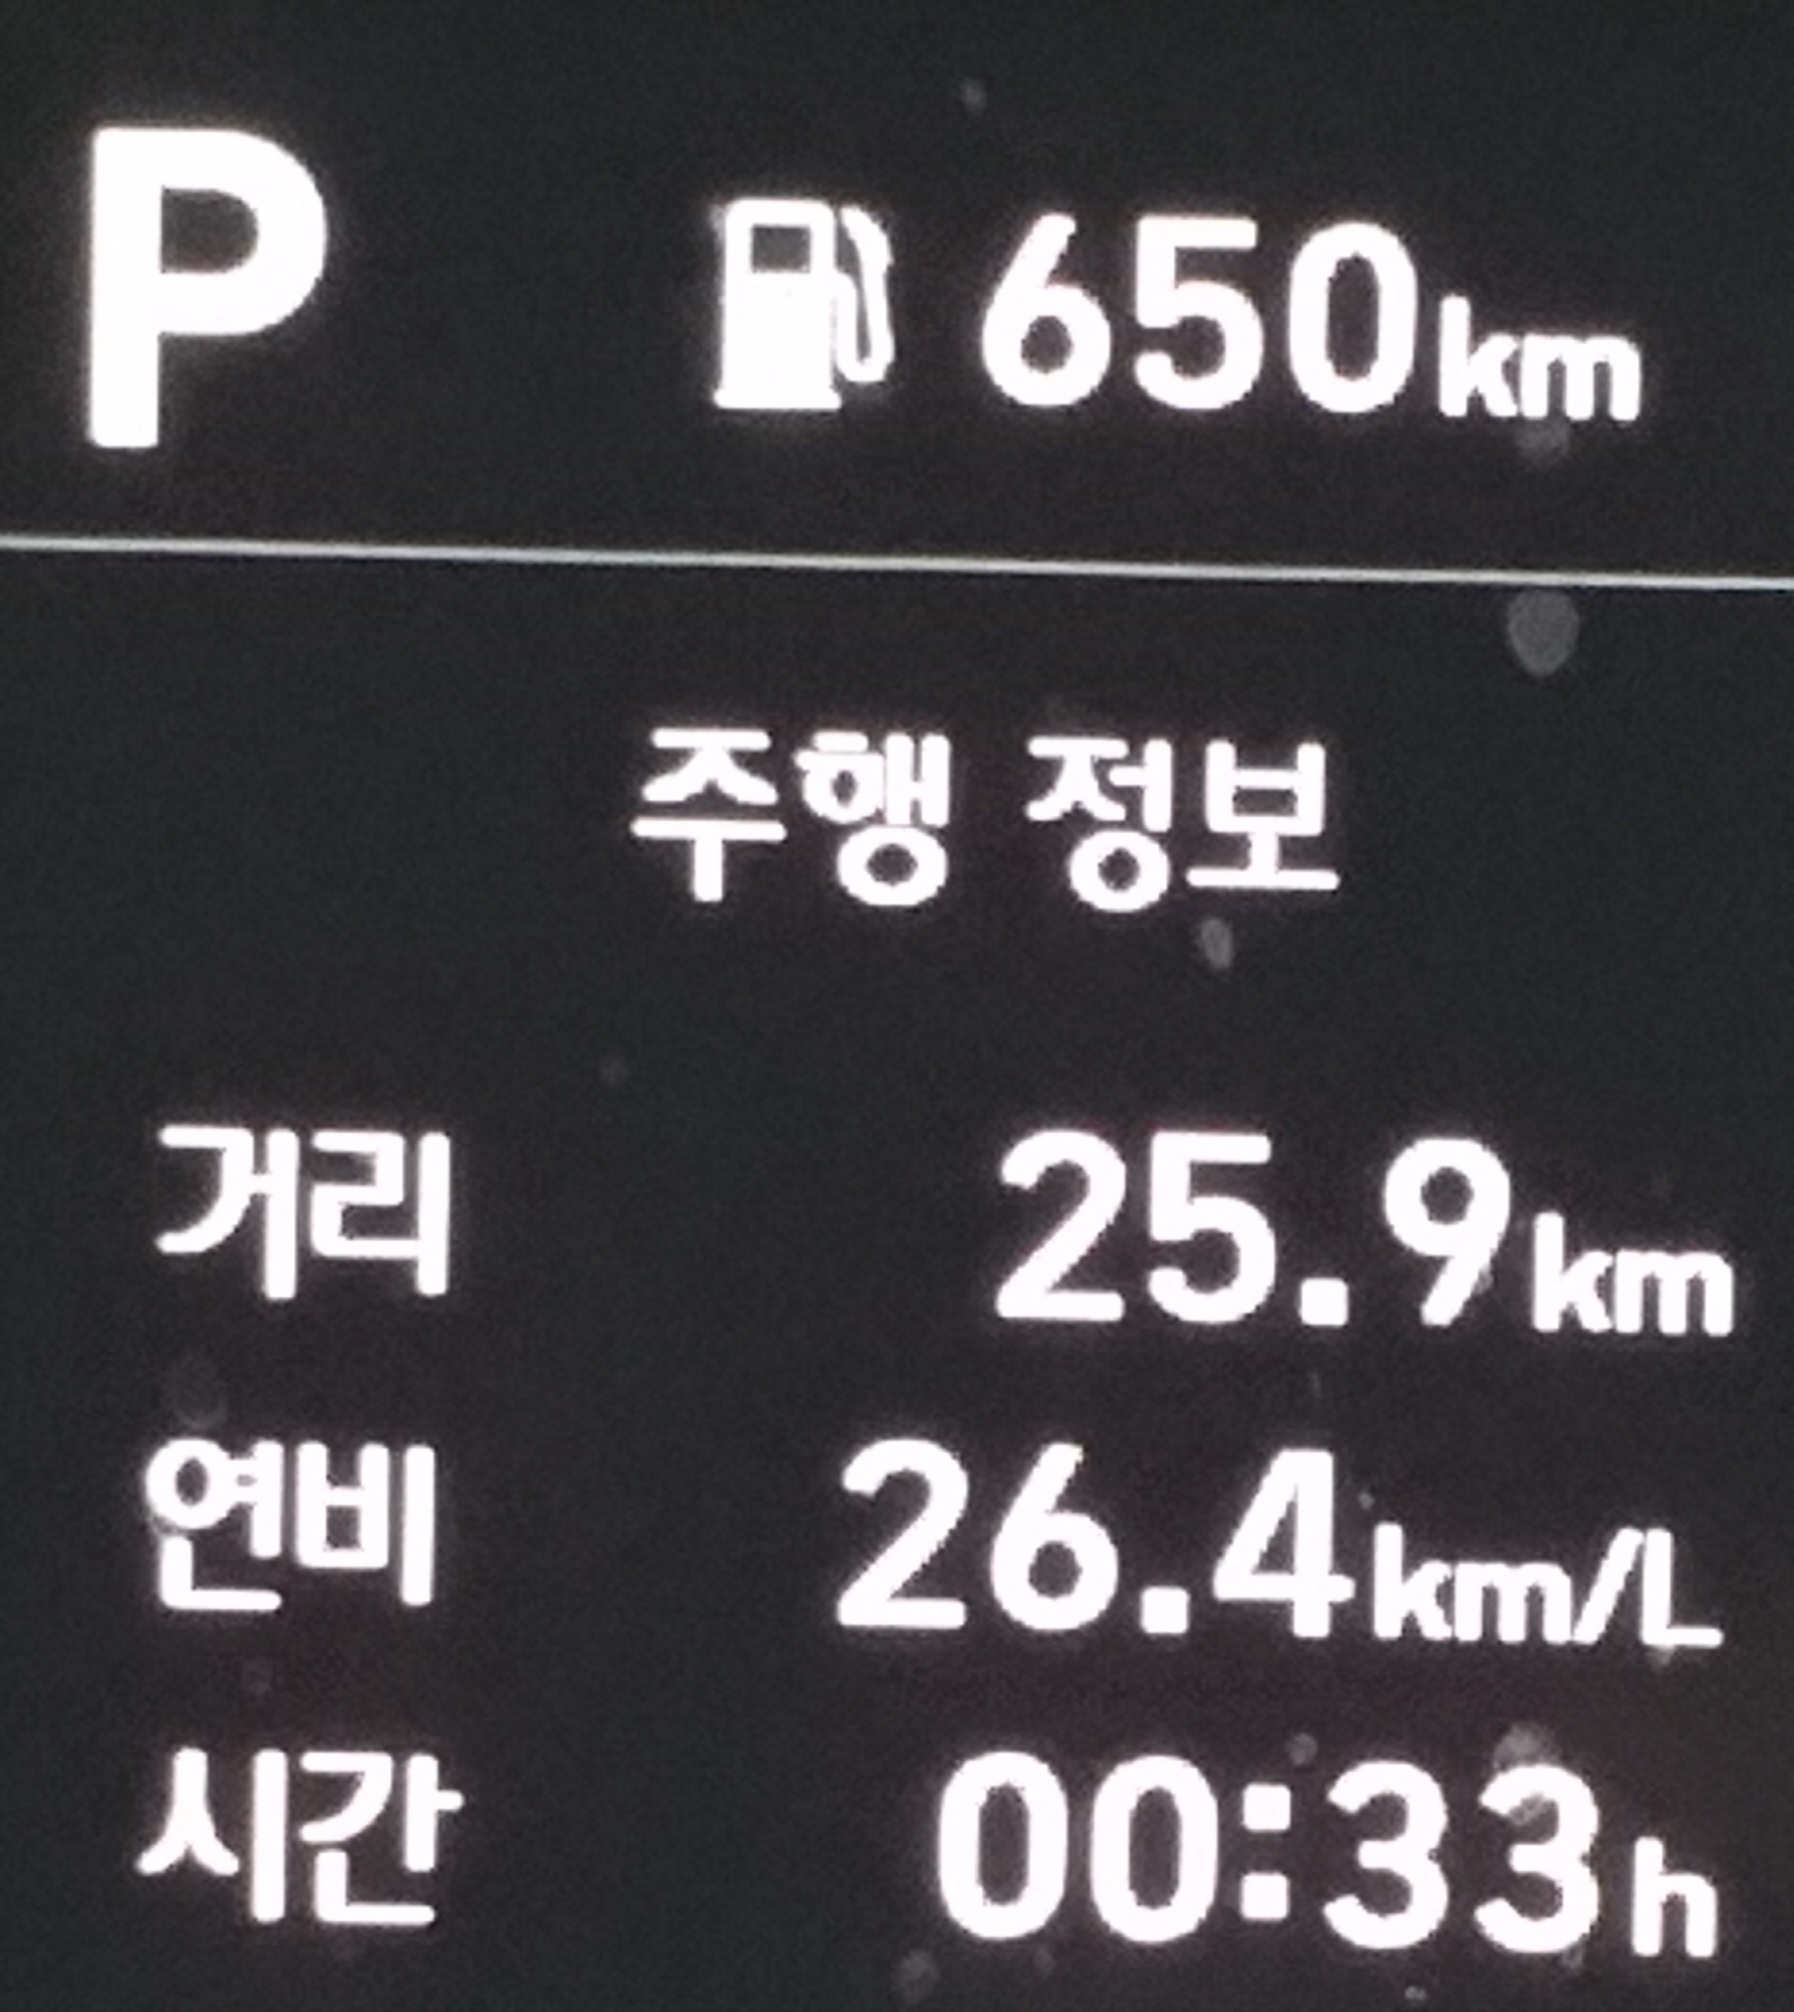 P 650km
주행 정보
거리 25.9km
연비 26.4km/L
시간 00:33h